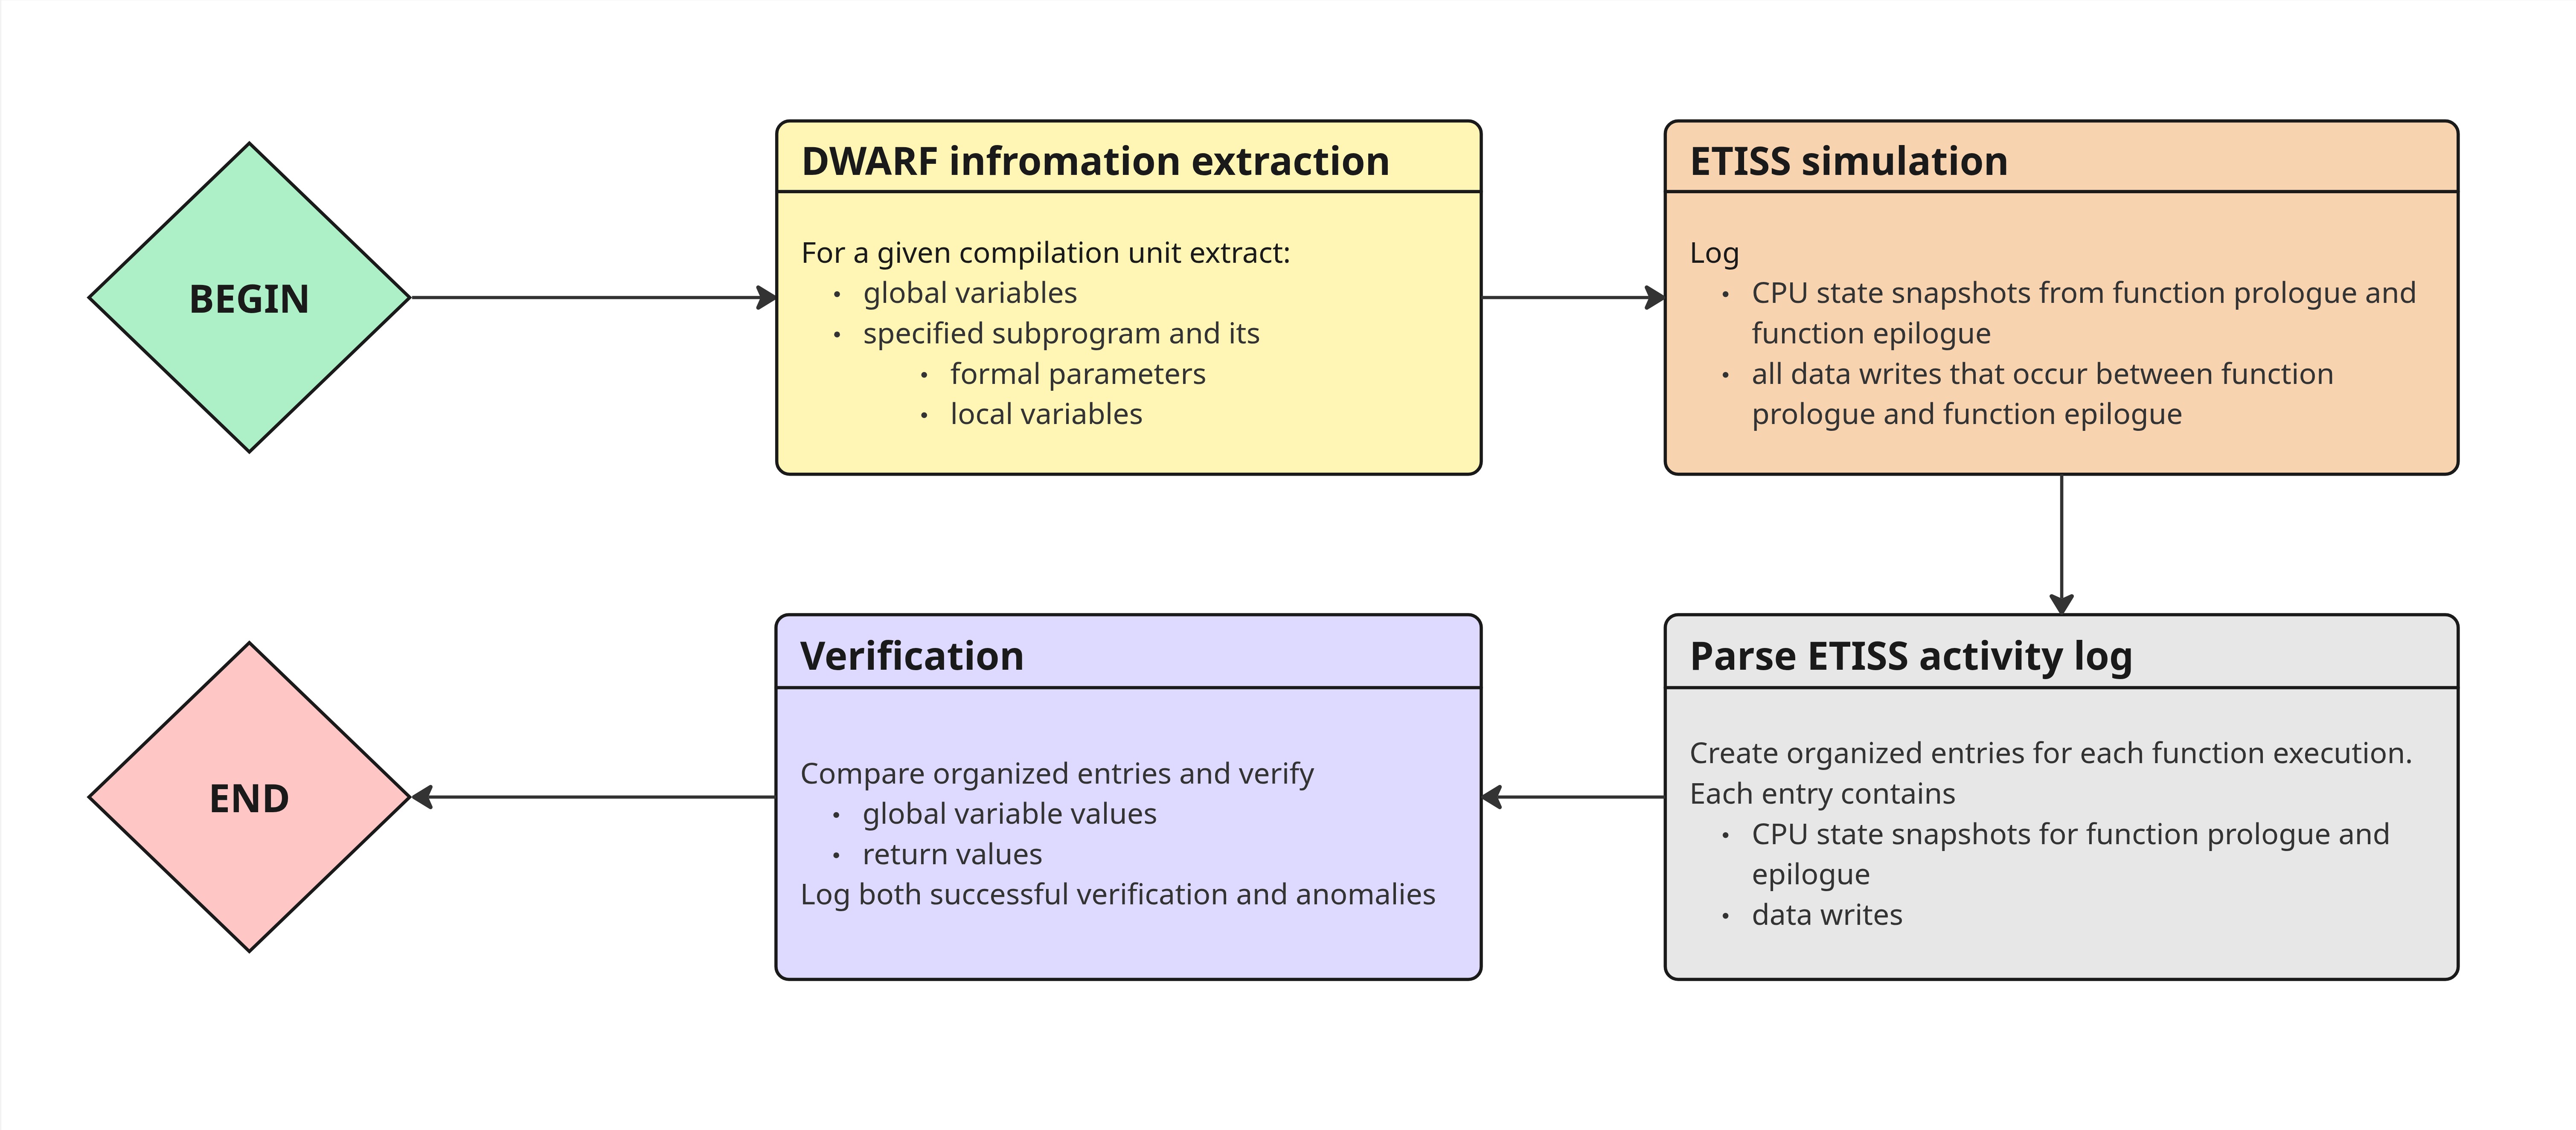 BEGIN
DWARF infromation extraction
For a given compilation unit extract:
• global variables
• specified subprogram and its
• formal parameters
• local variables
ETISS simulation
Log
• CPU state snapshots from function prologue and
function epilogue
• all data writes that occur between function
prologue and function epilogue
Parse ETISS activity log
Create organized entries for each function execution.
Each entry contains
• CPU state snapshots for function prologue and
epilogue
• data writes
Verification
Compare organized entries and verify
• global variable values
• return values
Log both successful verification and anomalies
END